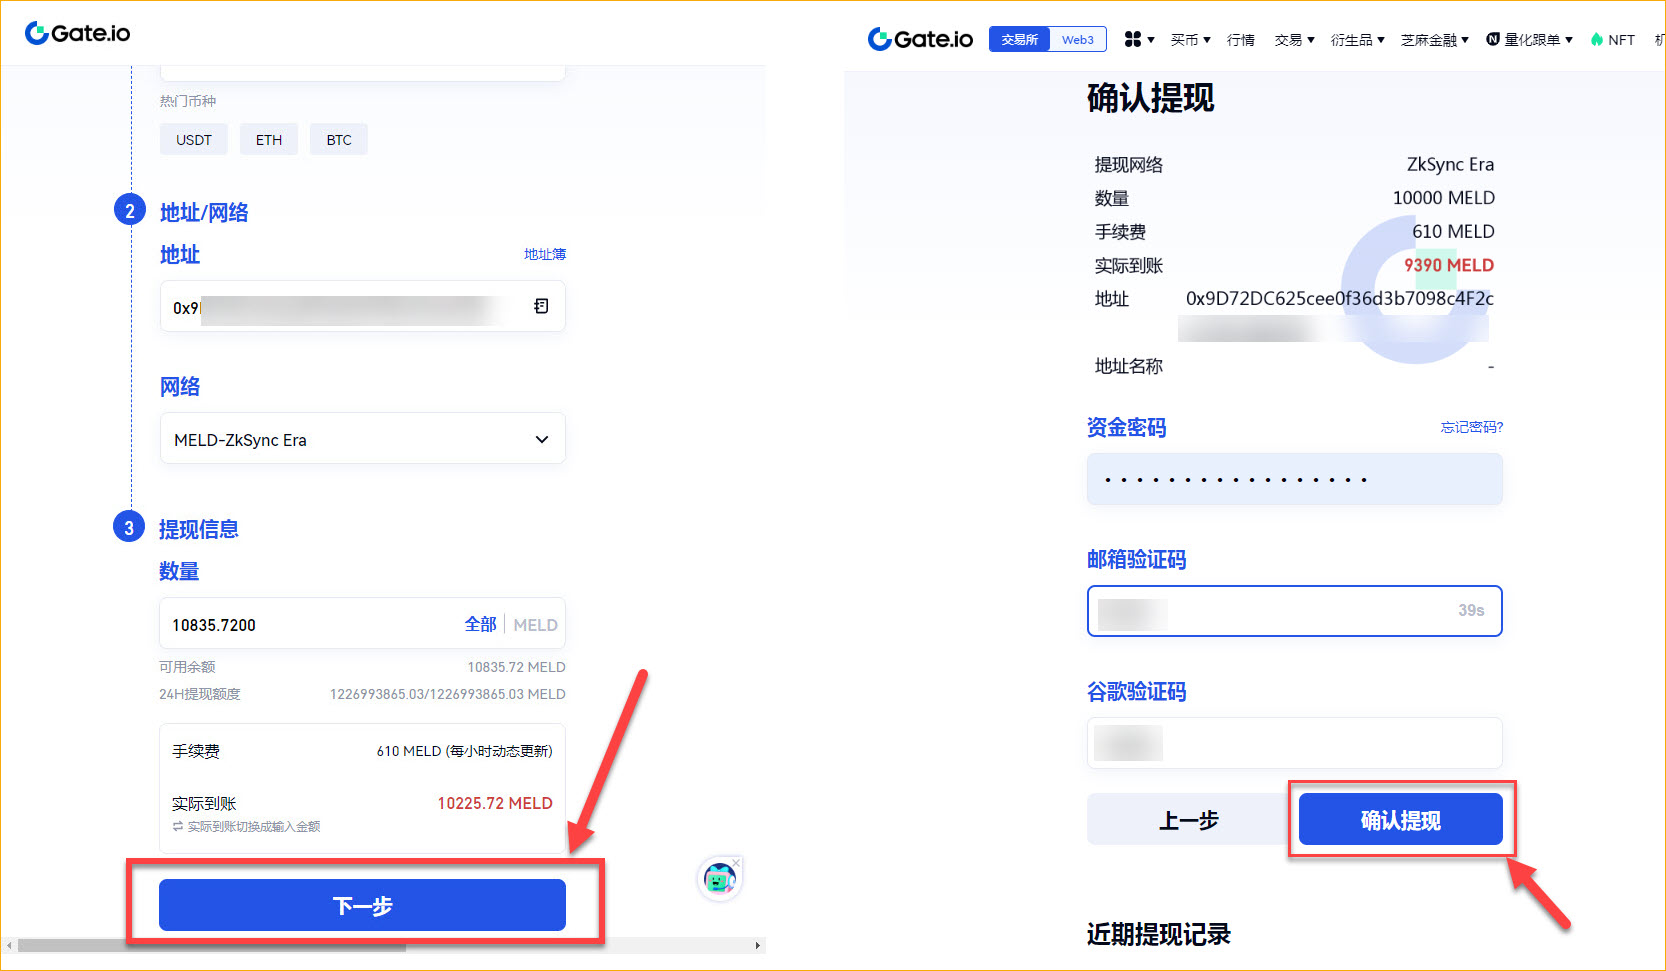 Gate.io
热门币种
USDT ETH BTC
2 地址/网络
地址 地址簿
0x9
网络
MELD-ZkSync Era
3 提现信息
数量
10835.7200 全部 MELD
可用余额 10835.72 MELD
24H提现额度 1226993865.03/1226993865.03 MELD
手续费 610 MELD (每小时动态更新)
实际到账 10225.72 MELD
实际到账切换成输入金额
下一步
Gate.io 交易所 Web3 买币 行情 交易 衍生品 芝麻金融 量化跟单 NFT
确认提现
提现网络 ZkSync Era
数量 10000 MELD
手续费 610 MELD
实际到账 9390 MELD
地址 0x9D72DC625cee0f36d3b7098c4F2c
地址名称 -
资金密码 忘记密码?
邮箱验证码
39s
谷歌验证码
上一步 确认提现
近期提现记录